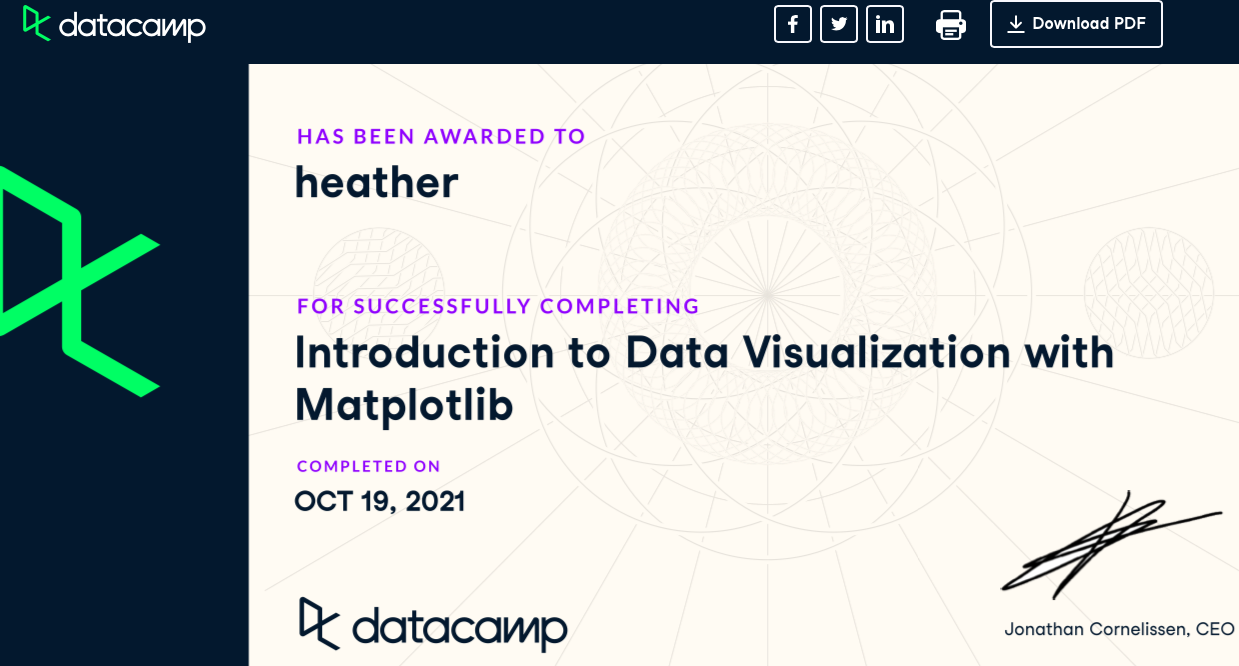 datacamp
Download PDF
HAS BEEN AWARDED TO
heather
FOR SUCCESSFULLY COMPLETING
Introduction to Data Visualization with
Matplotlib
COMPLETED ON
OCT 19, 2021
datacamp
Jonathan Cornelissen, CEO